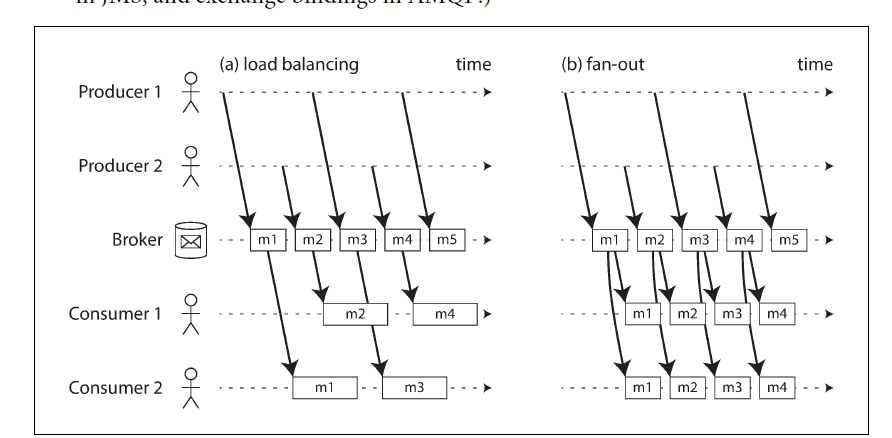 in JMS, and exchange bindings in AMQP.)
(a) load balancing time (b) fan-out time
Producer 1
Producer 2
Broker m1 m2 m3 m4 m5 m1 m2 m3 m4 m5
Consumer 1 m2 m4 m1 m2 m3 m4
Consumer 2 m1 m3 m1 m2 m3 m4